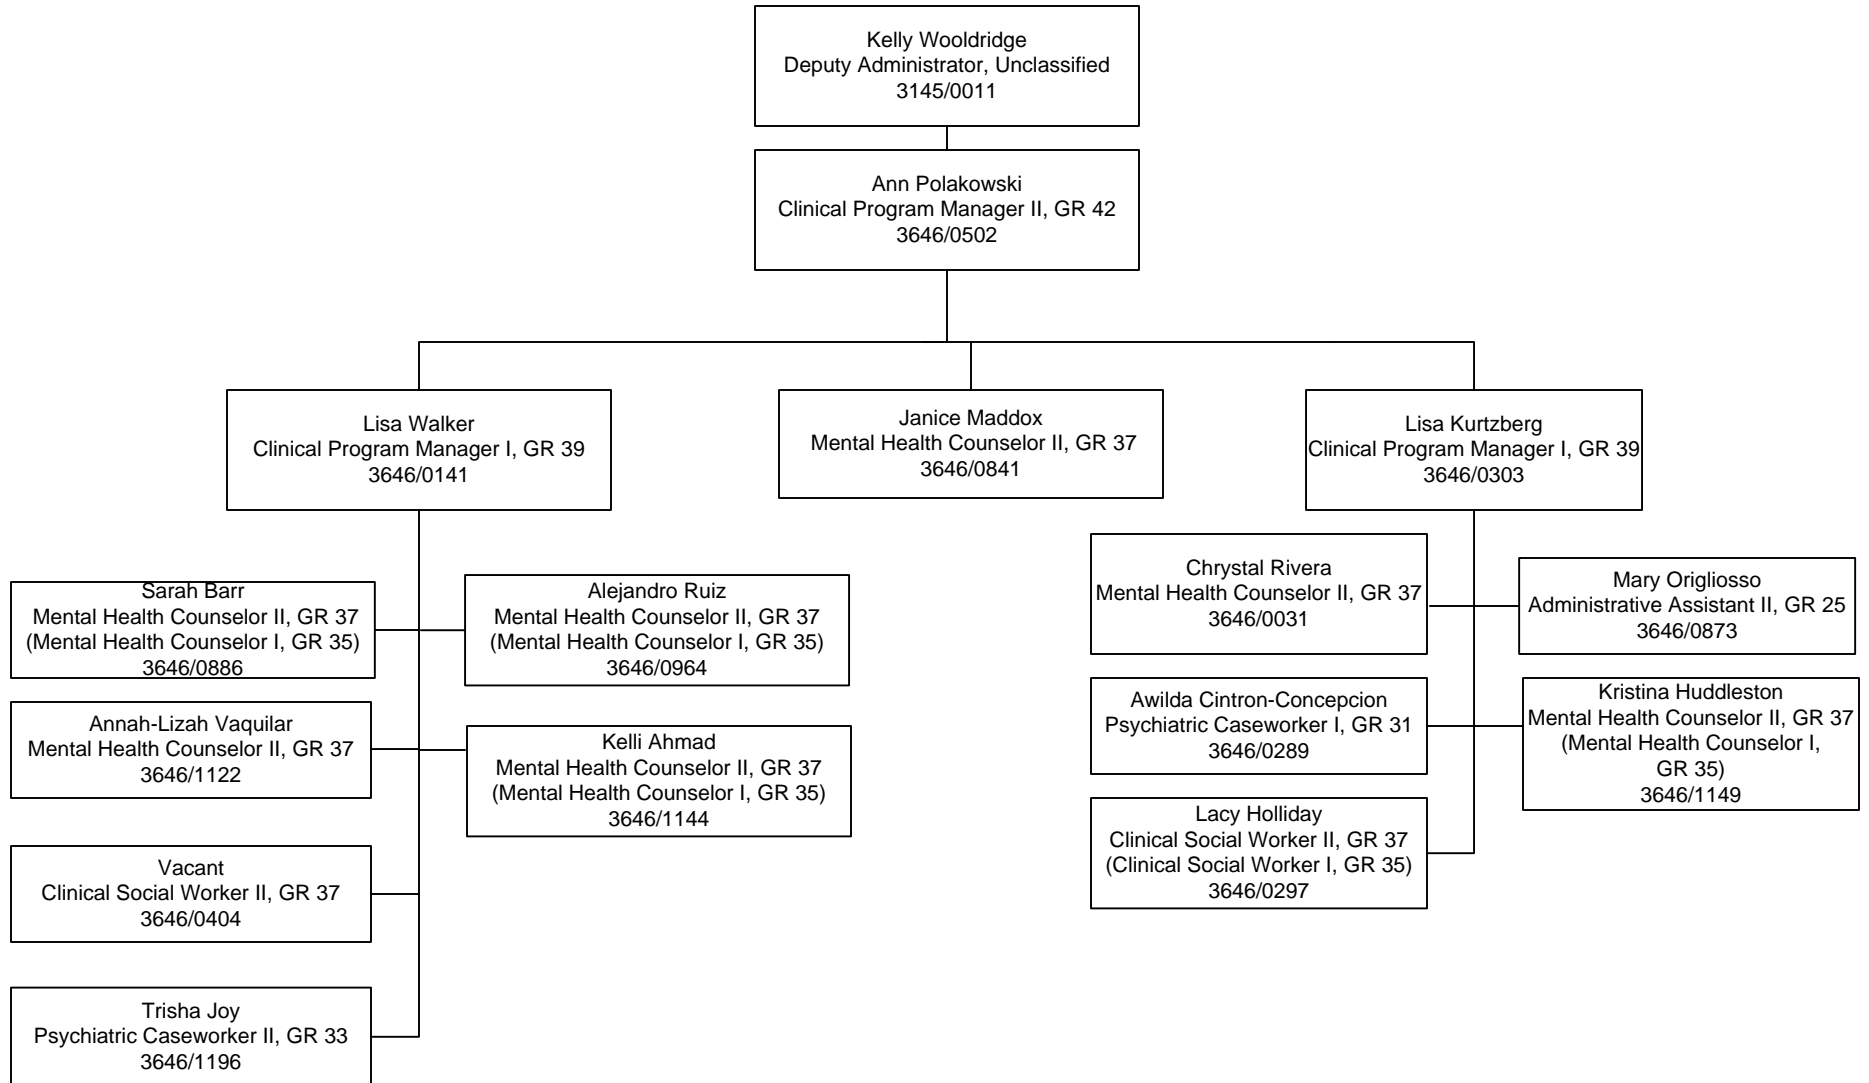 Kelly Wooldridge
Deputy Administrator, Unclassified
3145/0011
Ann Polakowski
Clinical Program Manager II, GR 42
3646/0502
Lisa Walker
Clinical Program Manager I, GR 39
3646/0141
Janice Maddox
Mental Health Counselor II, GR 37
3646/0841
Lisa Kurtzberg
Clinical Program Manager I, GR 39
3646/0303
Sarah Barr
Mental Health Counselor II, GR 37
(Mental Health Counselor I, GR 35)
3646/0886
Alejandro Ruiz
Mental Health Counselor II, GR 37
(Mental Health Counselor I, GR 35)
3646/0964
Annah-Lizah Vaquilar
Mental Health Counselor II, GR 37
3646/1122
Kelli Ahmad
Mental Health Counselor II, GR 37
(Mental Health Counselor I, GR 35)
3646/1144
Vacant
Clinical Social Worker II, GR 37
3646/0404
Trisha Joy
Psychiatric Caseworker II, GR 33
3646/1196
Chrystal Rivera
Mental Health Counselor II, GR 37
3646/0031
Mary Origliosso
Administrative Assistant II, GR 25
3646/0873
Awilda Cintron-Concepcion
Psychiatric Caseworker I, GR 31
3646/0289
Kristina Huddleston
Mental Health Counselor II, GR 37
(Mental Health Counselor I,
GR 35)
3646/1149
Lacy Holliday
Clinical Social Worker II, GR 37
(Clinical Social Worker I, GR 35)
3646/0297